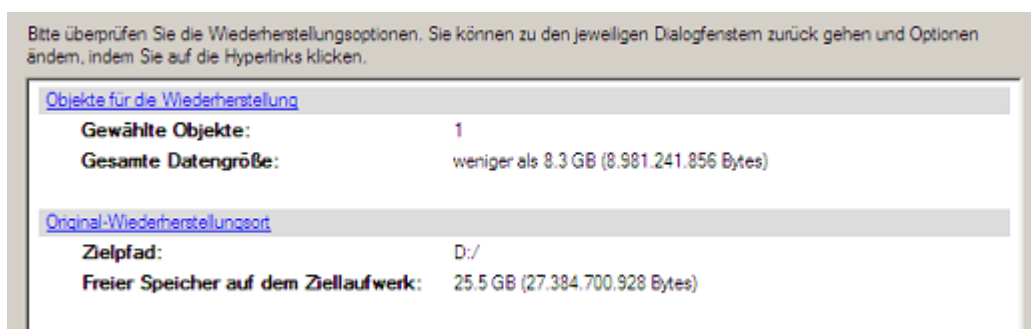 Bitte überprüfen Sie die Wiederherstellungsoptionen. Sie können zu den jeweiligen Dialogfenstern zurück gehen und Optionen
ändern, indem Sie auf die Hyperlinks klicken.
Objekte für die Wiederherstellung
Gewählte Objekte: 1
Gesamte Datengröße: weniger als 8.3 GB (8.981.241.856 Bytes)
Original-Wiederherstellungsort
Zielpfad: D:/
Freier Speicher auf dem Ziellaufwerk: 25.5 GB (27.384.700.928 Bytes)